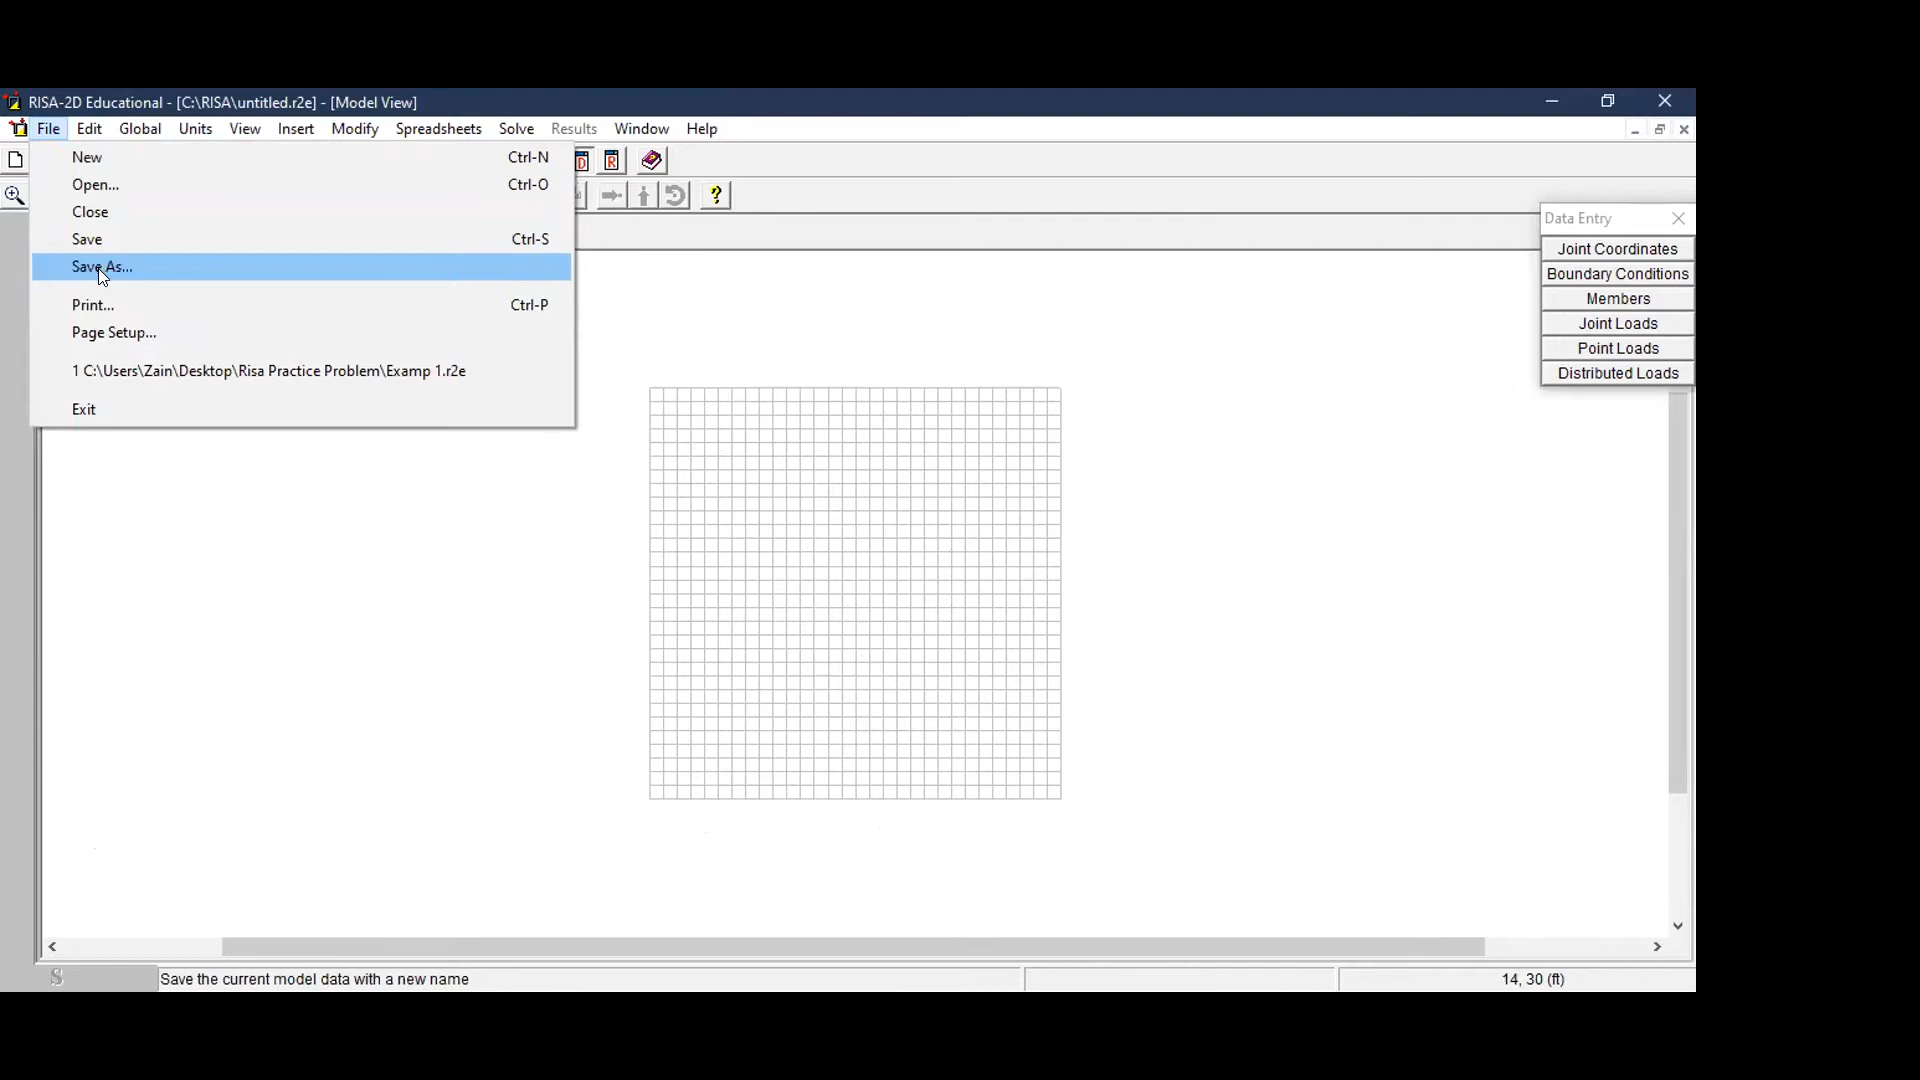 RISA-2D Educational - [C:\RISA\untitled.r2e] - [Model View]
File Edit Global Units View Insert Modify Spreadsheets Solve Results Window Help
New Ctrl-N
Open... Ctrl-O
Close
Save Ctrl-S
Save As...
Print... Ctrl-P
Page Setup...
1 C:\Users\Zain\Desktop\Risa Practice Problem\Examp 1.r2e
Exit
D R
?
Data Entry
Joint Coordinates
Boundary Conditions
Members
Joint Loads
Point Loads
Distributed Loads
S Save the current model data with a new name 14, 30 (ft)